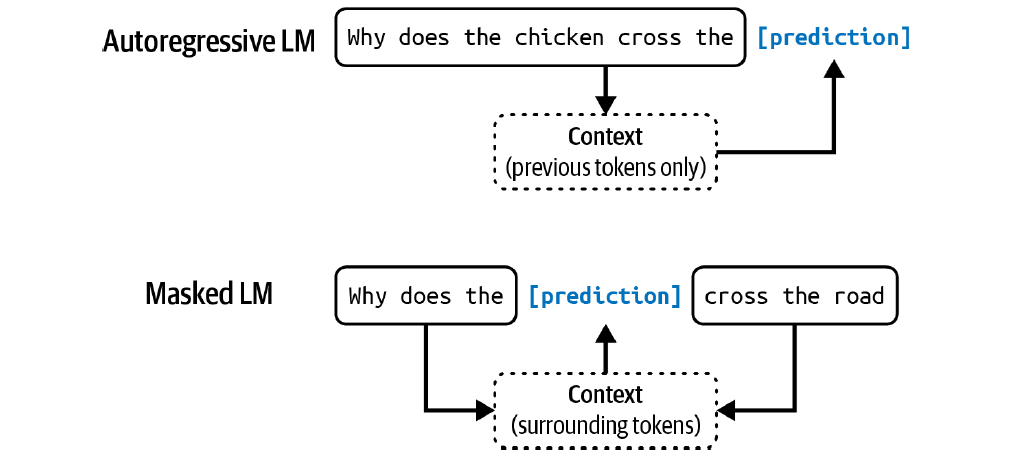 Autoregressive LM
Why does the chicken cross the [prediction]
Context
(previous tokens only)
Masked LM
Why does the [prediction] cross the road
Context
(surrounding tokens)